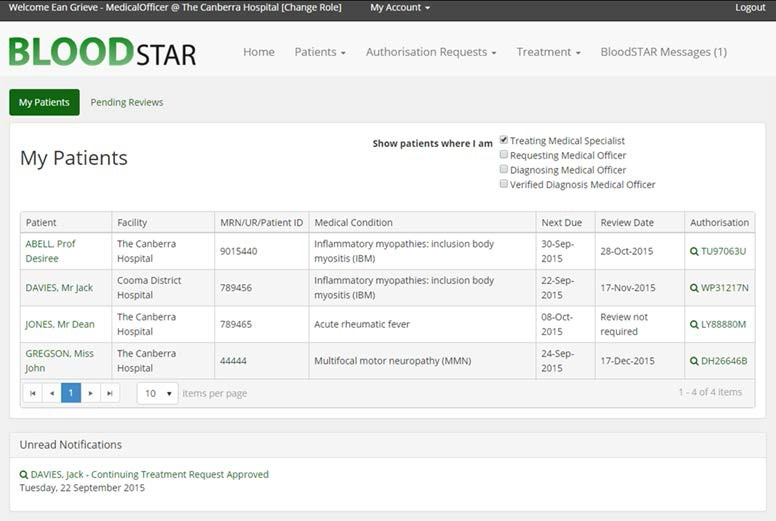 Welcome Ean Grieve - MedicalOfficer @ The Canberra Hospital [Change Role] My Account Logout
BLOODSTAR Home Patients Authorisation Requests Treatment BloodSTAR Messages (1)
My Patients Pending Reviews
My Patients
Show patients where I am Treating Medical Specialist
Requesting Medical Officer
Diagnosing Medical Officer
Verified Diagnosis Medical Officer
Patient Facility MRN/UR/Patient ID Medical Condition Next Due Review Date Authorisation
ABELL, Prof Desiree The Canberra Hospital 9015440 Inflammatory myopathies: inclusion body myositis (IBM) 30-Sep-2015 28-Oct-2015 TU97063U
DAVIES, Mr Jack Cooma District Hospital 789456 Inflammatory myopathies: inclusion body myositis (IBM) 22-Sep-2015 17-Nov-2015 WP31217N
JONES, Mr Dean The Canberra Hospital 789465 Acute rheumatic fever 08-Oct-2015 Review not required LY88880M
GREGSON, Miss John The Canberra Hospital 44444 Multifocal motor neuropathy (MMN) 24-Sep-2015 17-Dec-2015 DH26646B
1 10 items per page 1 - 4 of 4 items
Unread Notifications
DAVIES, Jack - Continuing Treatment Request Approved
Tuesday, 22 September 2015